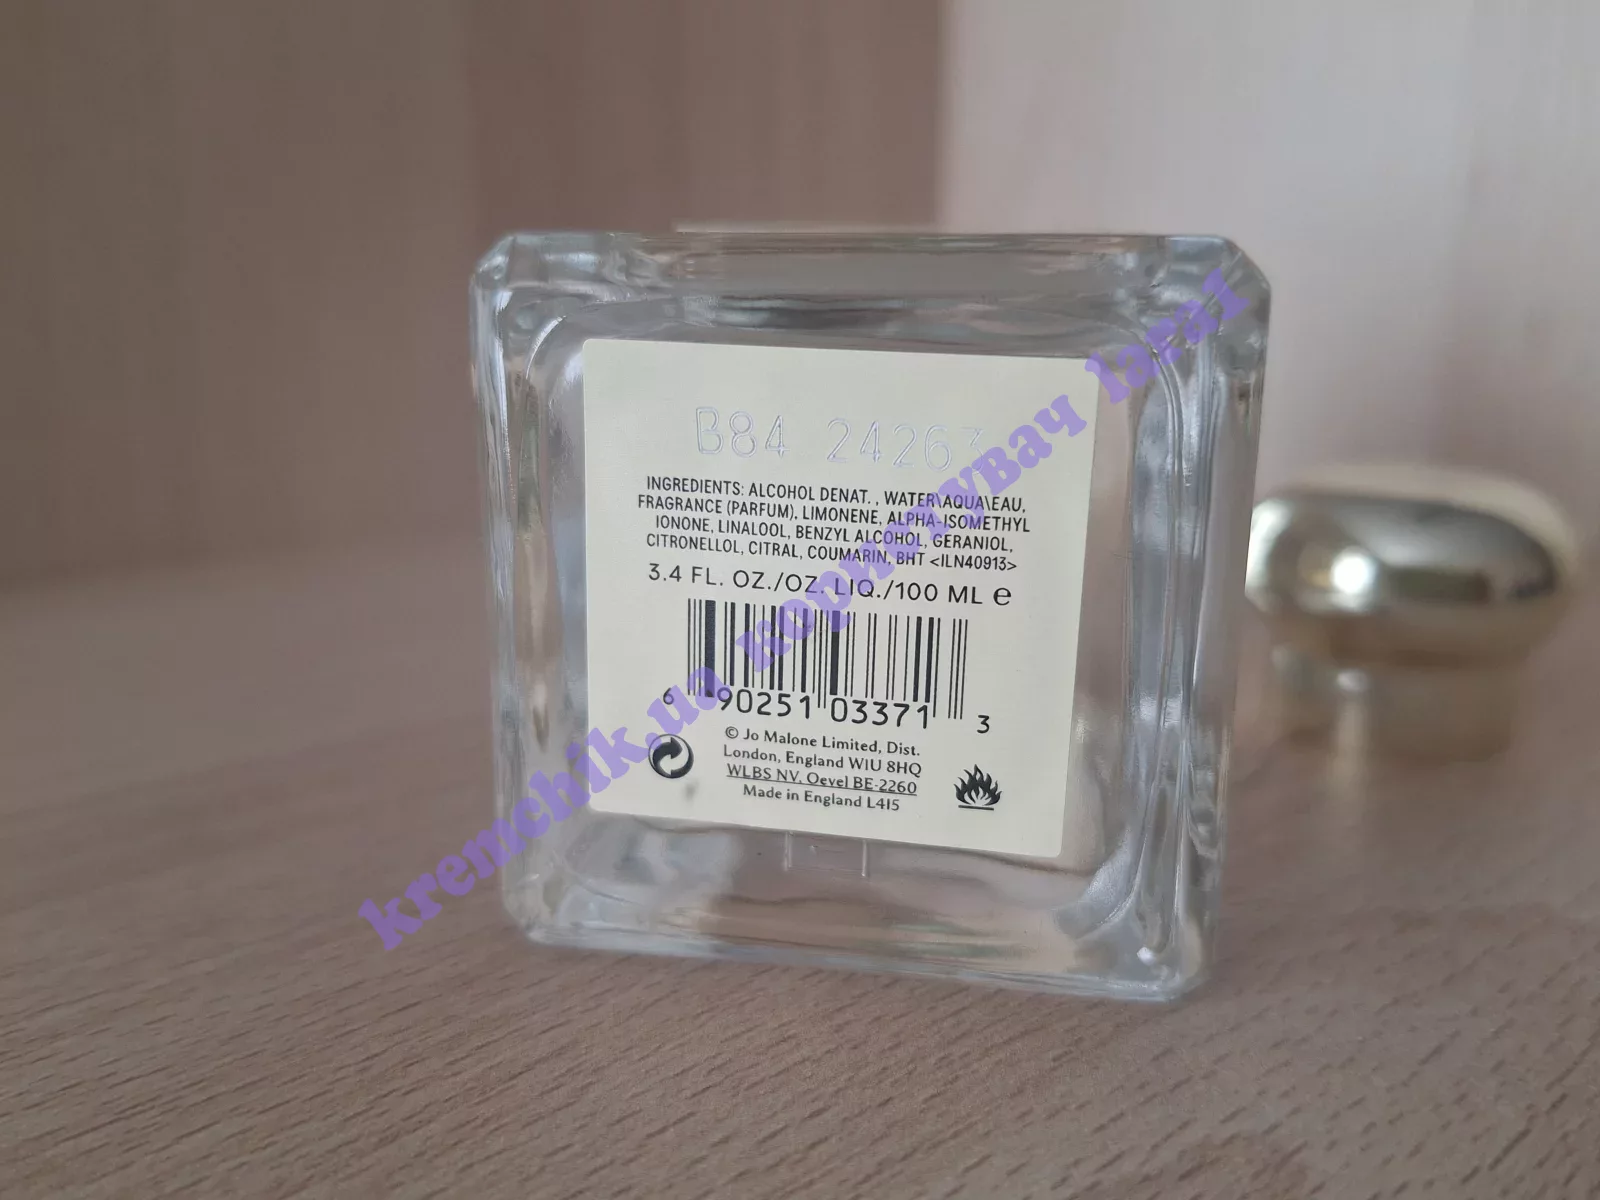 B84 24263
INGREDIENTS: ALCOHOL DENAT. , WATER\AQUA\EAU,
FRAGRANCE (PARFUM), LIMONENE, ALPHA-ISOMETHYL
IONONE, LINALOOL, BENZYL ALCOHOL, GERANIOL,
CITRONELLOL, CITRAL, COUMARIN, BHT <ILN40913>
3.4 FL. OZ./OZ. LIQ./100 ML e
6 90251 03371 3
© Jo Malone Limited, Dist.
London, England W1U 8HQ
WLBS NV, Oevel BE-2260
Made in England L415
kremchik.ua користувач lazal